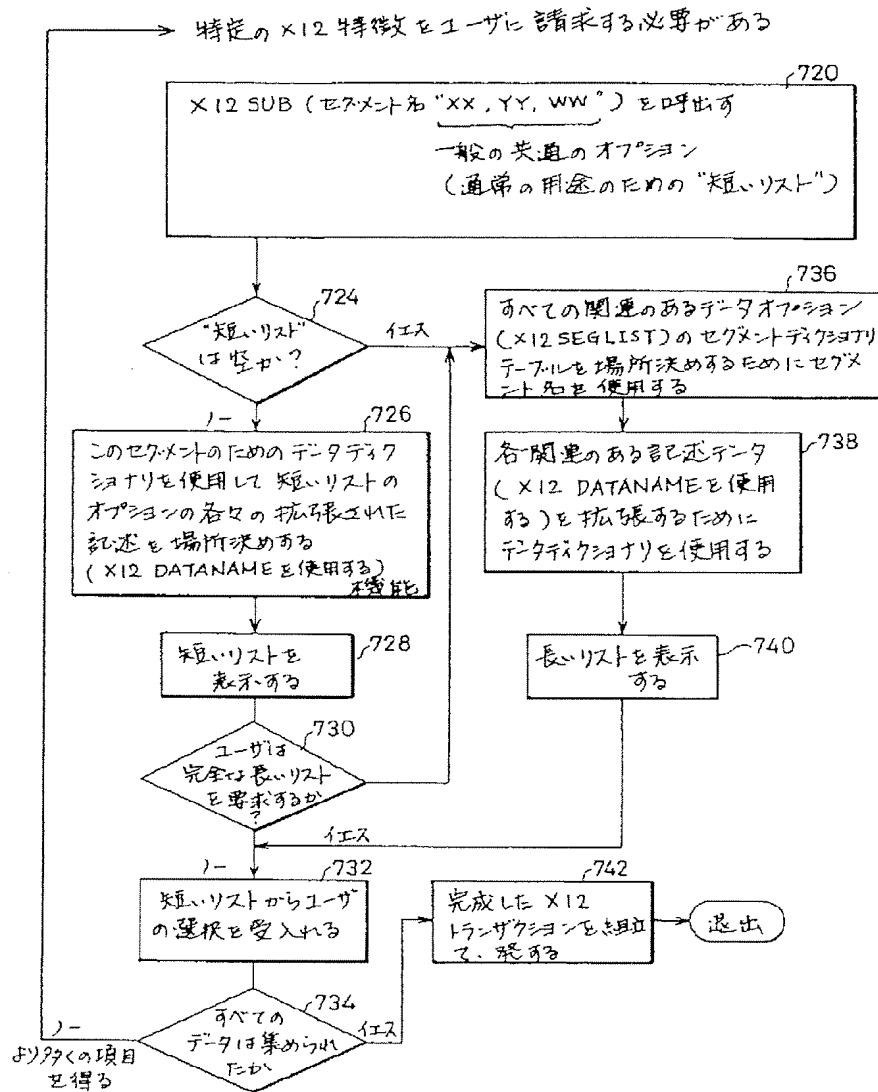 特定のX12特徴をユーザに請求する必要がある
720
X12 SUB (セグメント名 "XX, YY, WW") を呼出す
一般の共通のオプション
(通常の用途のための"短いリスト")
724
"短いリスト"
は空か?
イエス
ノー
736
すべての関連のあるデータオプション
(X12 SEGLIST)のセグメントディクショナリ
テーブルを場所決めするためにセグメ
ント名を使用する
726
このセグメントのためのデータディク
ショナリを使用して短いリストの
オプションの各々の拡張された
記述を場所決めする
(X12 DATANAMEを使用する)
機能
738
各関連のある記述データ
(X12 DATANAMEを使用
する)を拡張するために
データディクショナリを使用する
728
短いリストを
表示する
740
長いリストを表示
する
730
ユーザは
完全な長いリスト
を要求するか
?
イエス
ノー
732
短いリストからユーザ
の選択を受入れる
742
完成したX12
トランザクションを組立
て、発する
退出
734
すべての
データは集められ
たか
イエス
ノー
より多くの項目
を得る